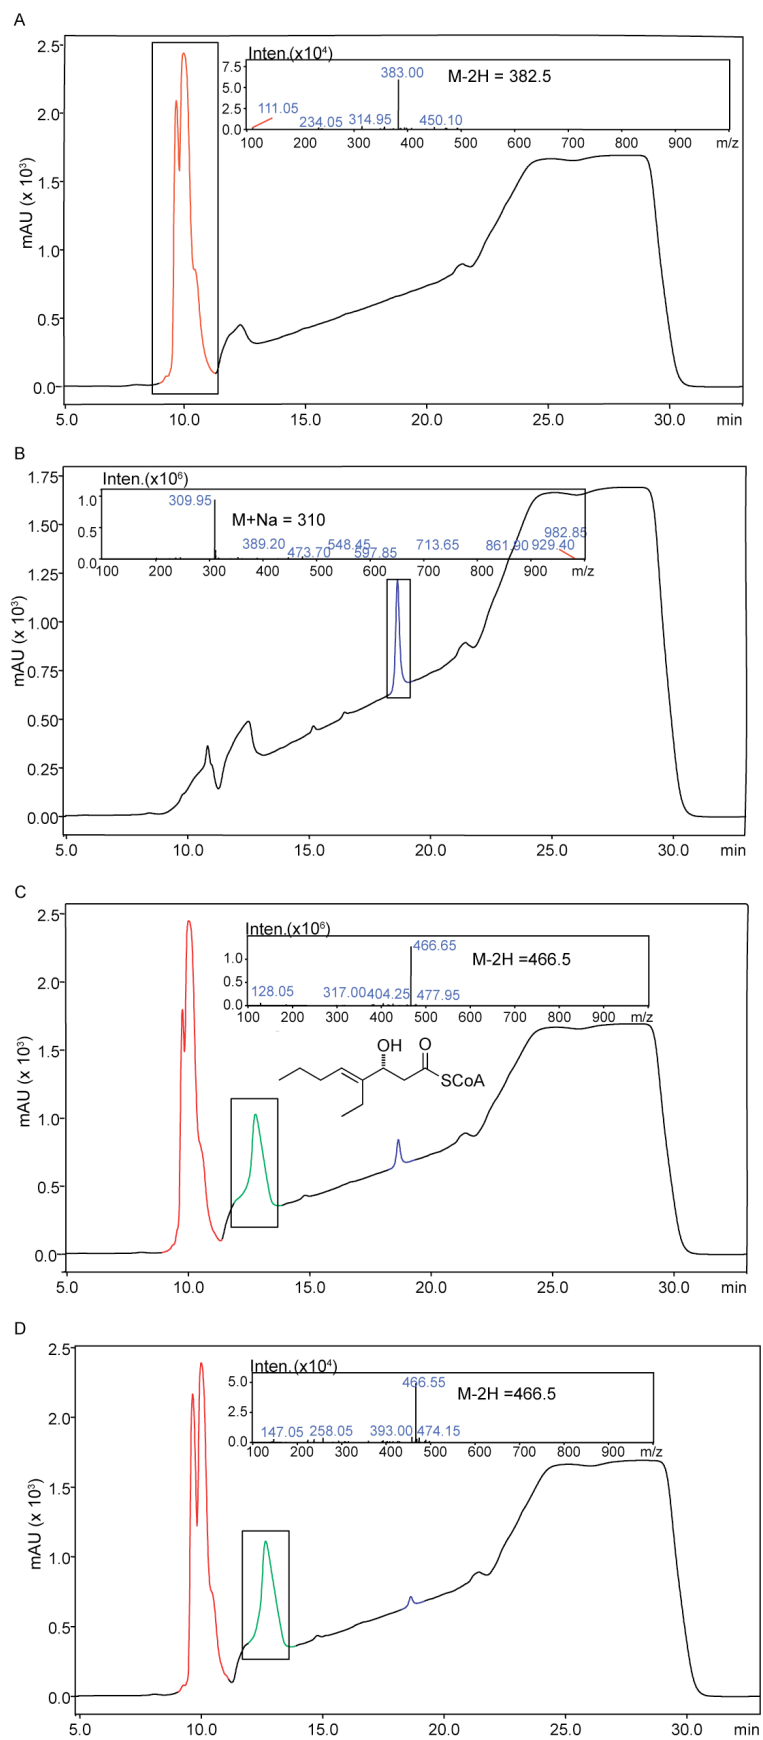 A
2.5
2.0
1.5
1.0
0.5
0.0
mAU (x 10³)
Inten.(x10⁴)
7.5
5.0
2.5
0.0
383.00
M-2H = 382.5
111.05
234.05 314.95 450.10
100 200 300 400 500 600 700 800 900 m/z
5.0 10.0 15.0 20.0 25.0 30.0 min
B
1.75
1.50
1.25
1.00
0.75
0.50
0.25
0.00
mAU (x 10³)
Inten.(x10⁶)
1.0
0.5
0.0
309.95
M+Na = 310
389.20 473.70 548.45 597.85 713.65 861.90 929.40 982.85
100 200 300 400 500 600 700 800 900 m/z
5.0 10.0 15.0 20.0 25.0 30.0 min
C
2.5
2.0
1.5
1.0
0.5
0.0
mAU (x 10³)
Inten.(x10⁶)
1.0
0.5
0.0
466.65
M-2H =466.5
128.05 317.00 404.25 477.95
100 200 300 400 500 600 700 800 900 m/z
OH O
SCoA
5.0 10.0 15.0 20.0 25.0 30.0 min
D
2.5
2.0
1.5
1.0
0.5
0.0
mAU (x 10³)
Inten.(x10⁴)
5.0
2.5
0.0
466.55
M-2H =466.5
147.05 258.05 393.00 474.15
100 200 300 400 500 600 700 800 900 m/z
5.0 10.0 15.0 20.0 25.0 30.0 min